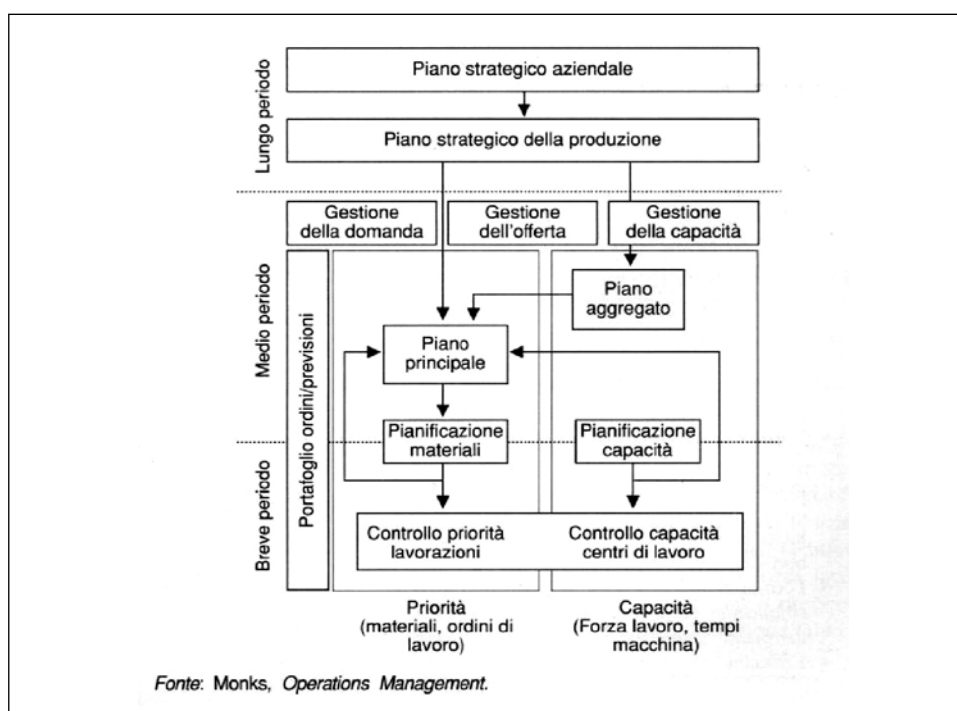 Lungo periodo
Piano strategico aziendale
Piano strategico della produzione
Medio periodo
Gestione
della domanda
Gestione
dell'offerta
Gestione
della capacità
Portafoglio ordini/previsioni
Piano
aggregato
Piano
principale
Pianificazione
materiali
Pianificazione
capacità
Breve periodo
Controllo priorità
lavorazioni
Controllo capacità
centri di lavoro
Priorità
(materiali, ordini di
lavoro)
Capacità
(Forza lavoro, tempi
macchina)
Fonte: Monks, Operations Management.